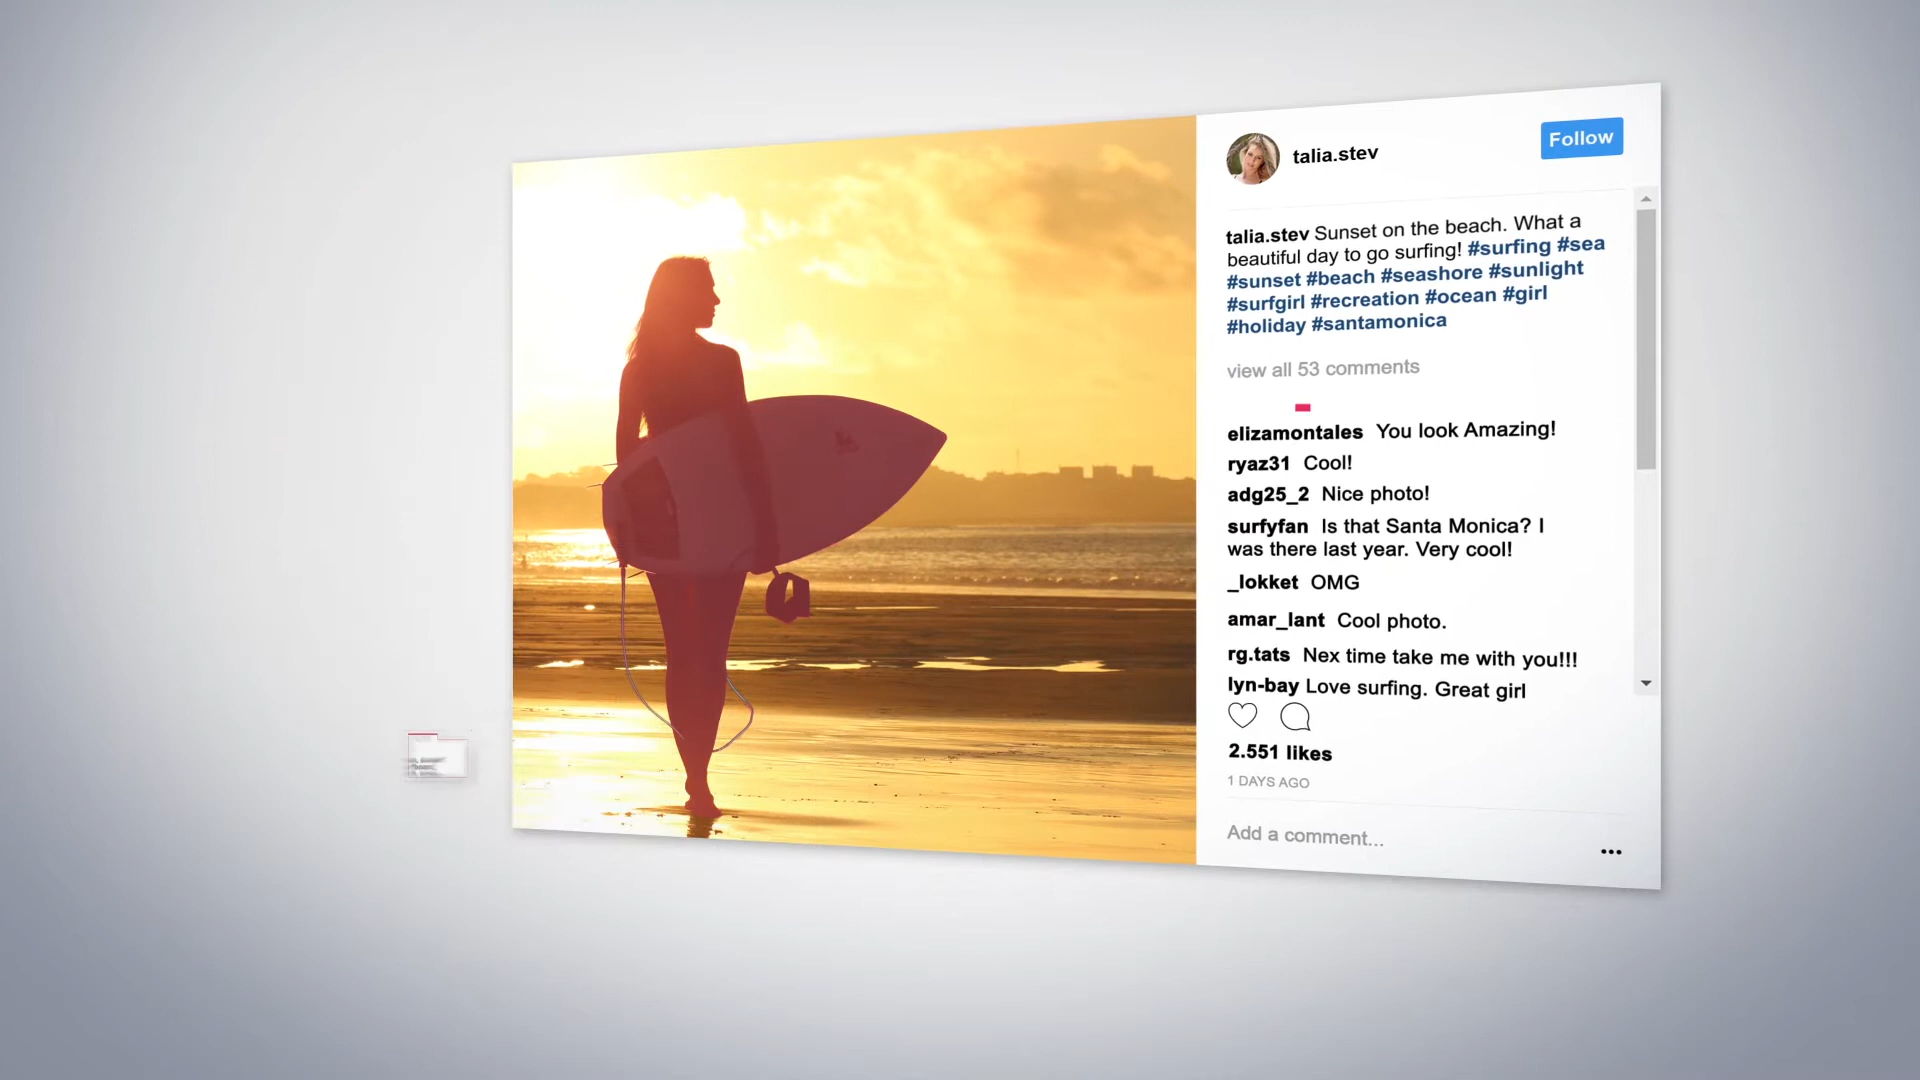 talia.stev
Follow
talia.stev Sunset on the beach. What a
beautiful day to go surfing! #surfing #sea
#sunset #beach #seashore #sunlight
#surfgirl #recreation #ocean #girl
#holiday #santamonica
view all 53 comments
elizamontales You look Amazing!
ryaz31 Cool!
adg25_2 Nice photo!
surfyfan Is that Santa Monica? I
was there last year. Very cool!
_lokket OMG
amar_lant Cool photo.
rg.tats Nex time take me with you!!!
lyn-bay Love surfing. Great girl
2.551 likes
1 DAYS AGO
Add a comment...